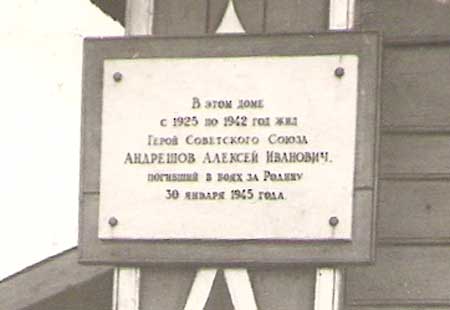 В этом доме
с 1925 по 1942 год жил
Герой Советского Союза
Андрешов Алексей Иванович,
погибший в боях за Родину
30 января 1945 года.